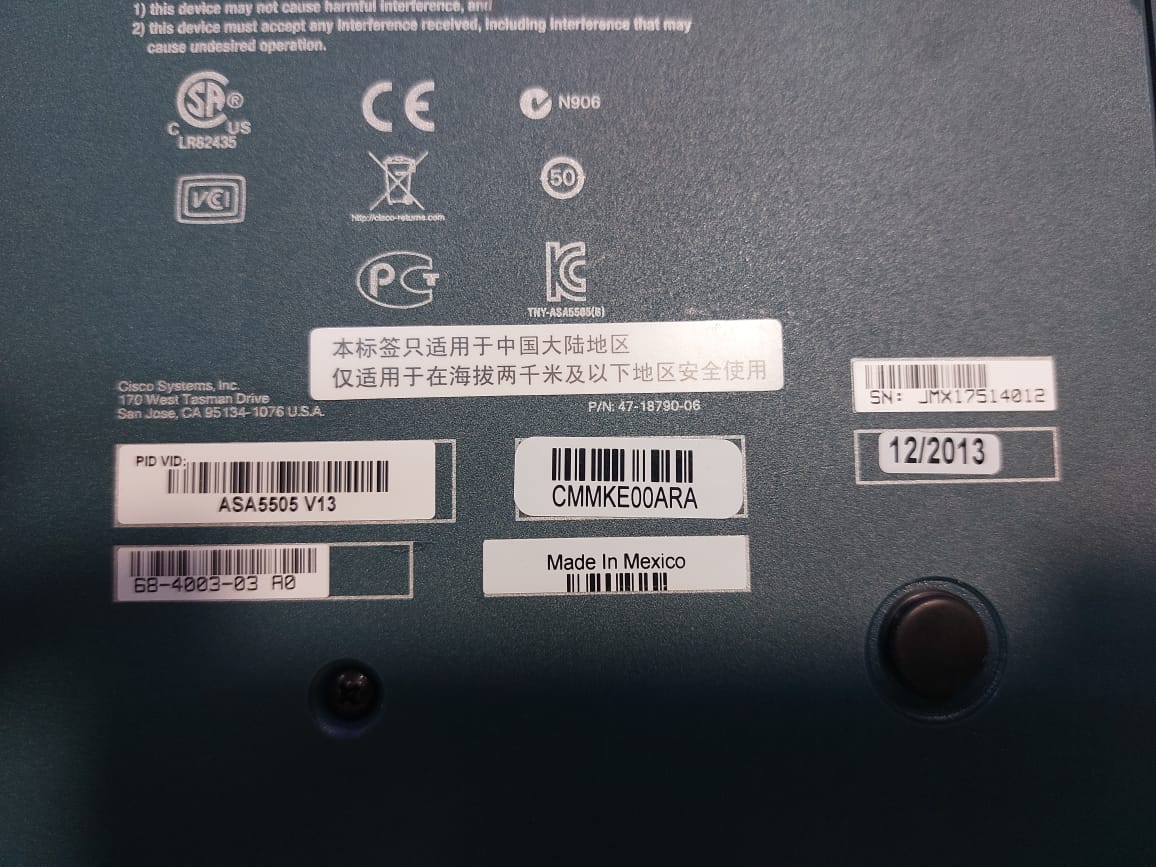 1) this device may not cause harmful interference, and
2) this device must accept any interference received, including interference that may
cause undesired operation.
SA ®
C US
LR62435
CE
N906
VCI
http://cisco-returns.com
50
PCT
KC
TNY-ASA5505(B)
本标签只适用于中国大陆地区
仅适用于在海拔两千米及以下地区安全使用
Cisco Systems, Inc.
170 West Tasman Drive
San Jose, CA 95134-1076 U.S.A.
P/N: 47-18790-06
SN: JMX17514012
12/2013
PID VID:
ASA5505 V13
CMMKE00ARA
68-4003-03 A0
Made In Mexico